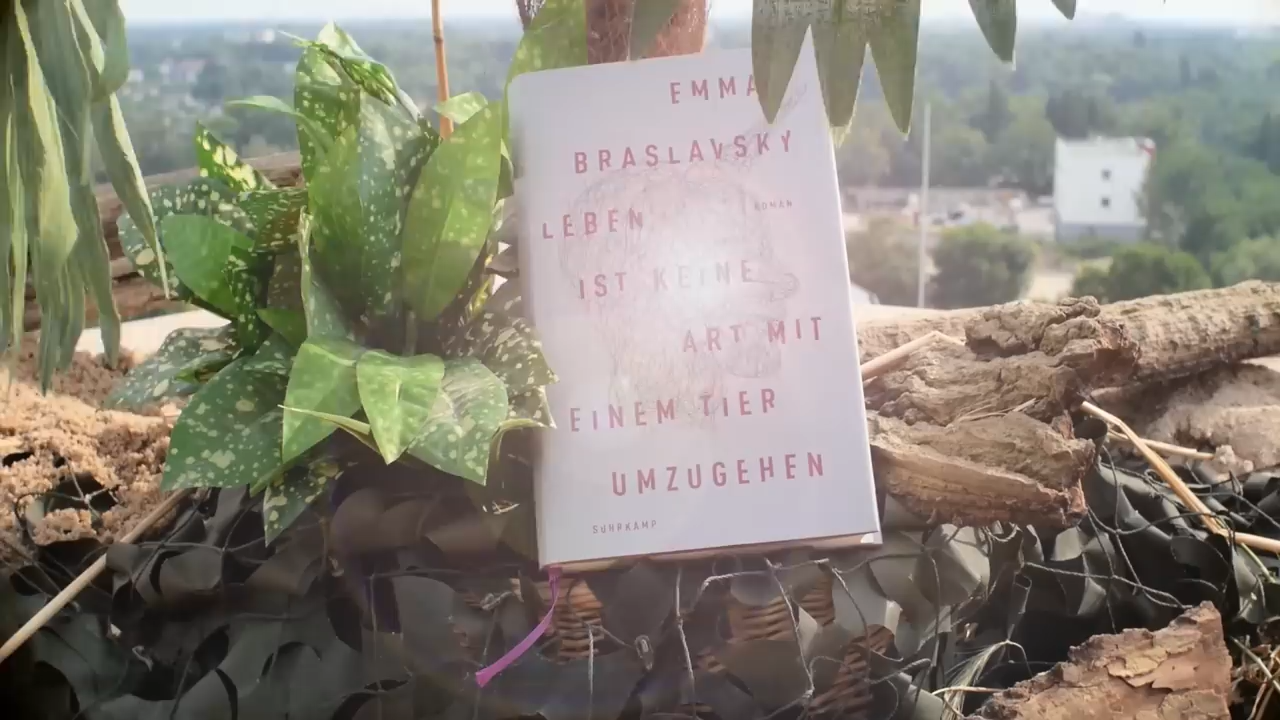 EMMA
BRASLAVSKY
LEBEN
ROMAN
IST KEINE
ART MIT
EINEM TIER
UMZUGEHEN
SUHRKAMP